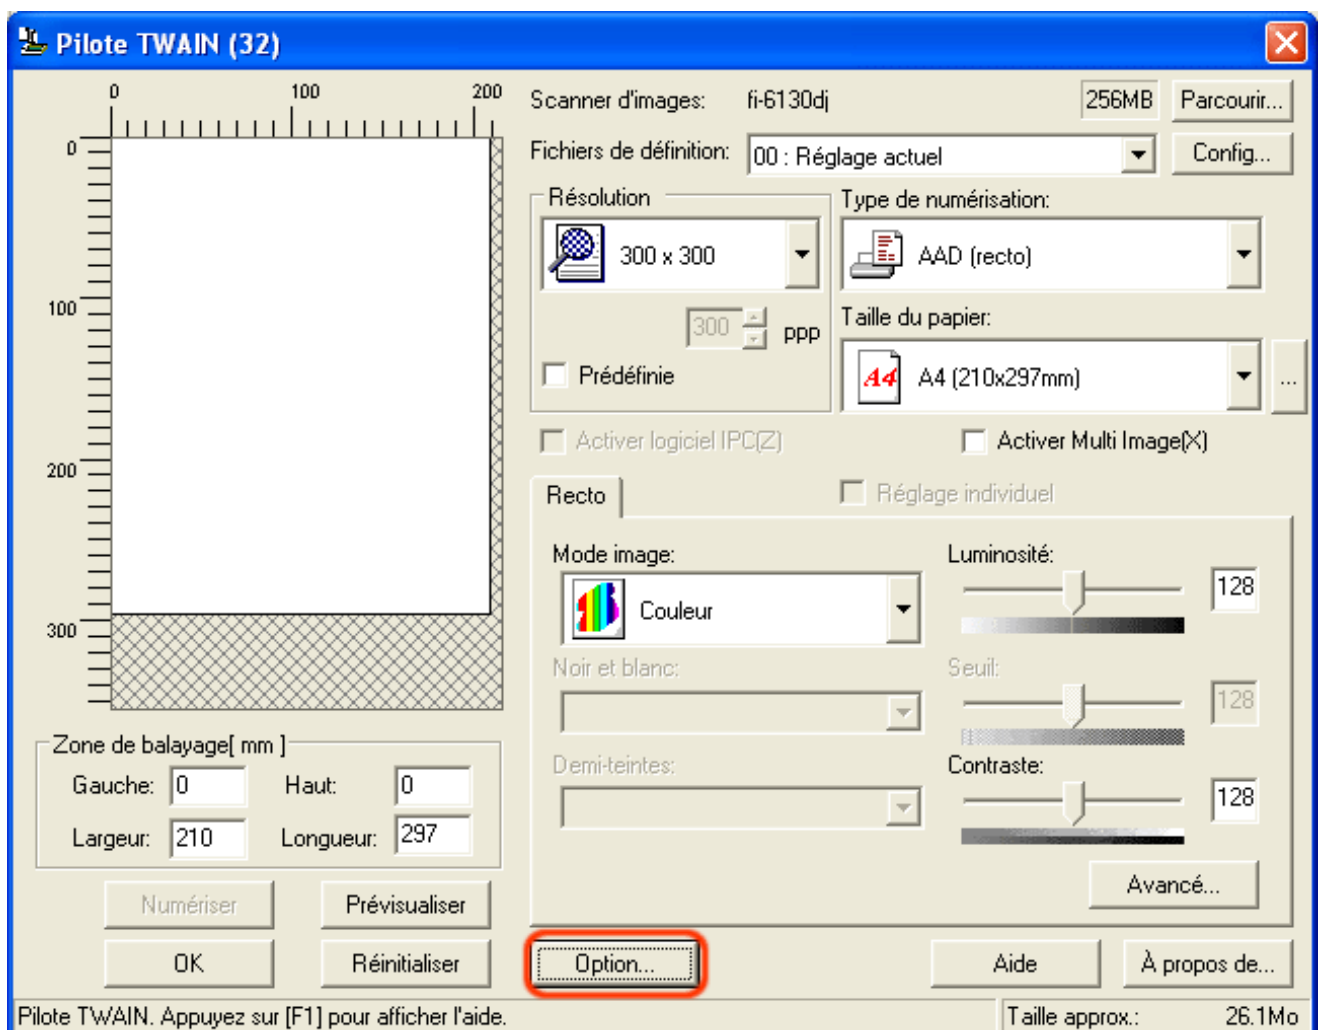 Pilote TWAIN (32)
0 100 200
0
100
200
300
Scanner d'images: fi-6130dj 256MB Parcourir...
Fichiers de définition: 00 : Réglage actuel Config...
Résolution
300 x 300
300 ppp
Prédéfinie
Type de numérisation:
AAD (recto)
Taille du papier:
A4 A4 (210x297mm) ...
Activer logiciel IPC(Z) Activer Multi Image(X)
Recto Réglage individuel
Mode image:
Couleur
Noir et blanc:
Demi-teintes:
Luminosité:
128
Seuil:
128
Contraste:
128
Avancé...
Zone de balayage[ mm ]
Gauche: 0 Haut: 0
Largeur: 210 Longueur: 297
Numériser Prévisualiser
OK Réinitialiser Option... Aide À propos de...
Pilote TWAIN. Appuyez sur [F1] pour afficher l'aide. Taille approx.: 26.1Mo